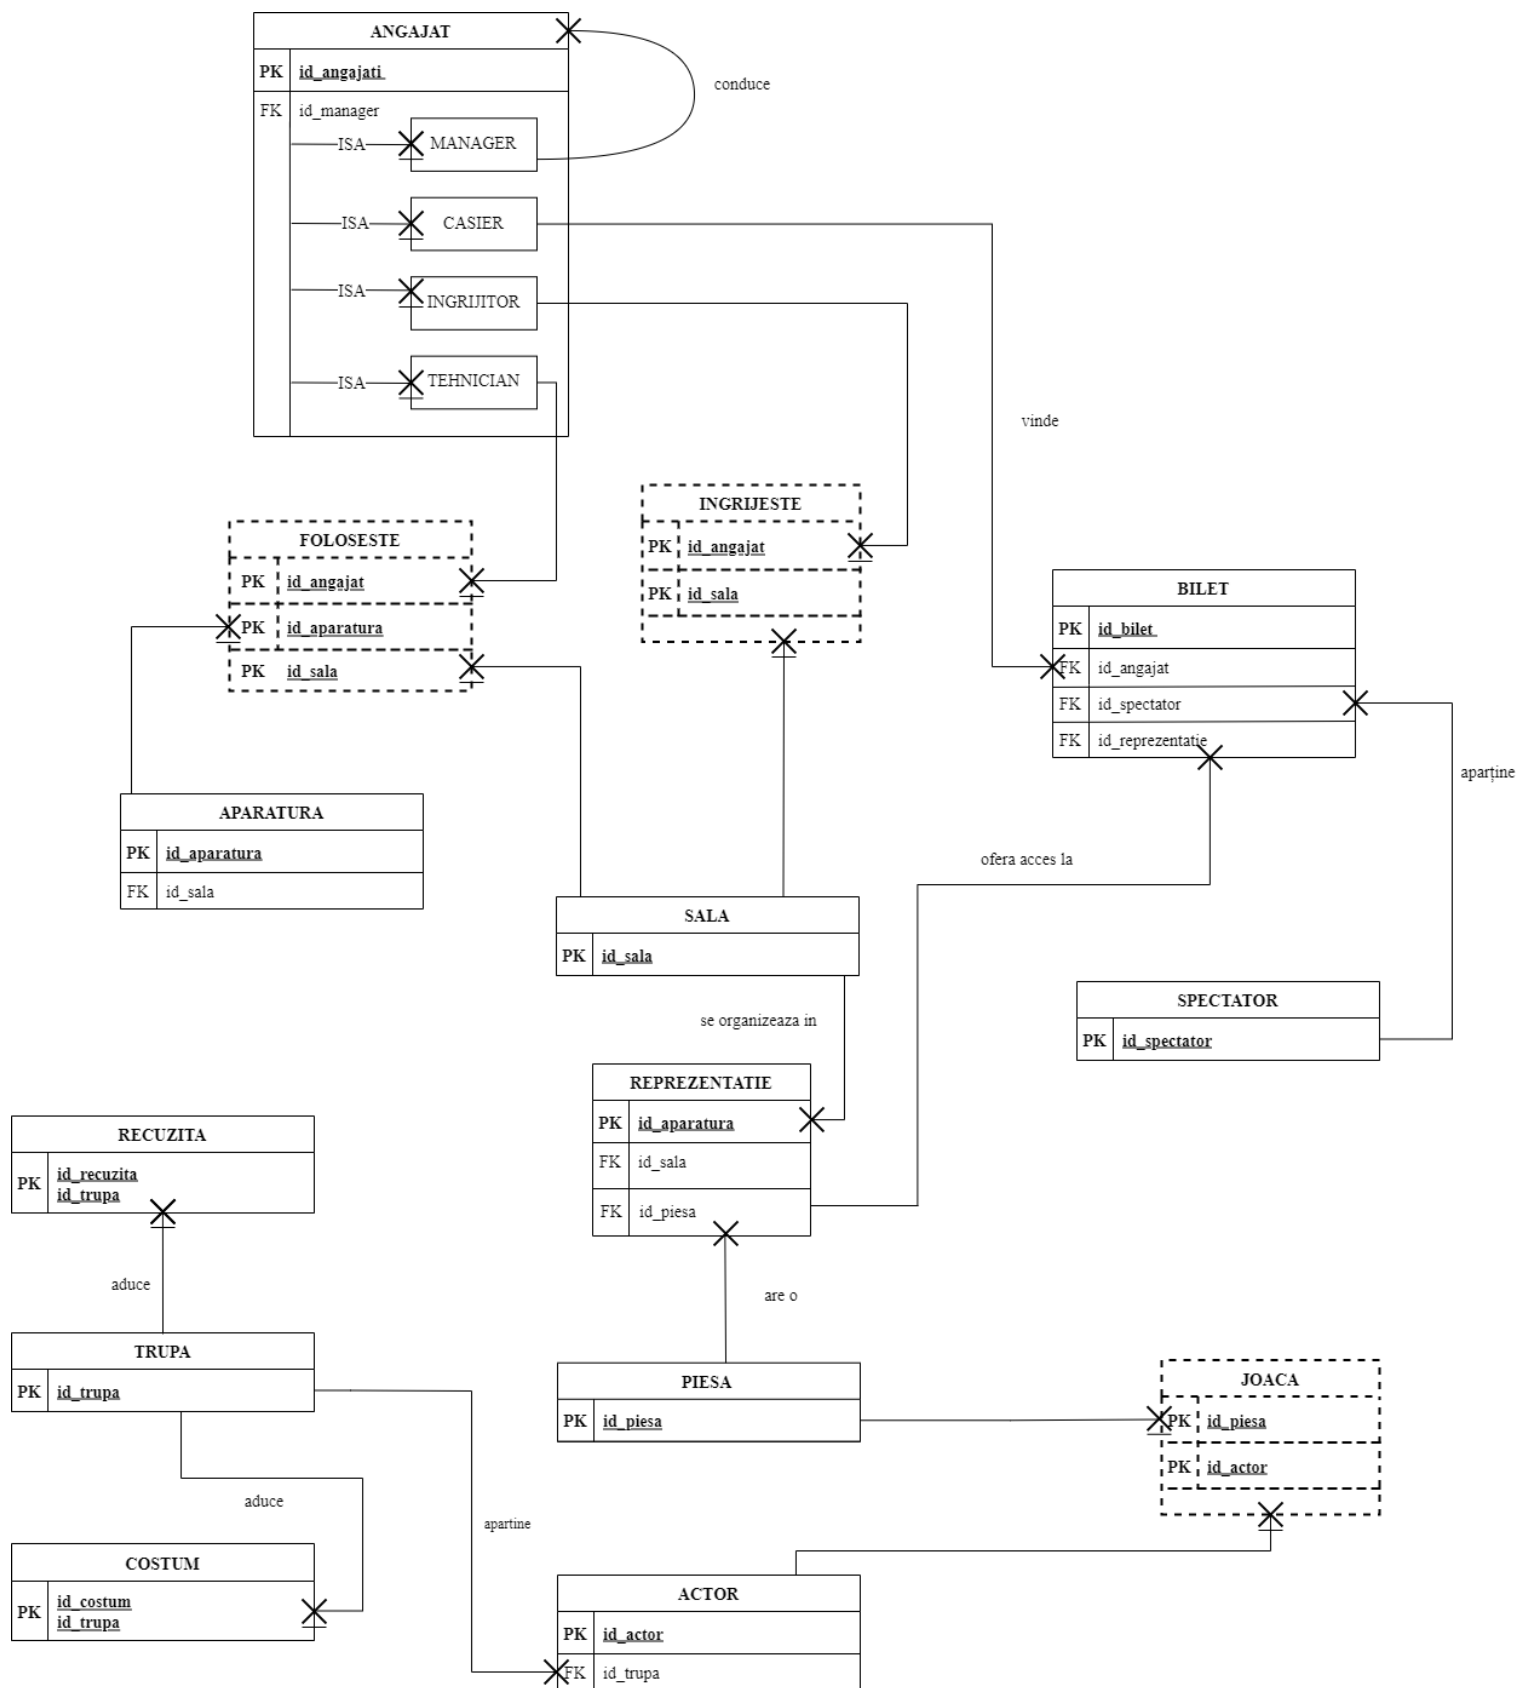 ANGAJAT
PK id_angajati
FK id_manager
conduce
ISA MANAGER
ISA CASIER
ISA INGRIJITOR
ISA TEHNICIAN
vinde
INGRIJESTE
PK id_angajat
PK id_sala
FOLOSESTE
PK id_angajat
PK id_aparatura
PK id_sala
BILET
PK id_bilet
FK id_angajat
FK id_spectator
FK id_reprezentatie
aparține
APARATURA
PK id_aparatura
FK id_sala
ofera acces la
SALA
PK id_sala
SPECTATOR
PK id_spectator
se organizeaza in
REPREZENTATIE
PK id_aparatura
FK id_sala
FK id_piesa
RECUZITA
PK id_recuzita
id_trupa
aduce
are o
TRUPA
PK id_trupa
PIESA
PK id_piesa
JOACA
PK id_piesa
PK id_actor
aduce
apartine
COSTUM
PK id_costum
id_trupa
ACTOR
PK id_actor
FK id_trupa